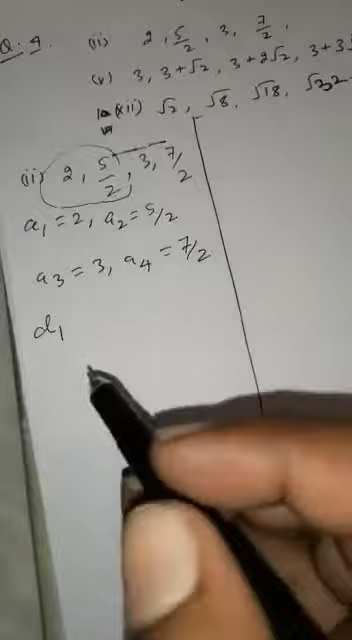 Q. 4. (ii) 2, 5/2, 3, 7/2,
(v) 3, 3+√2, 3+2√2, 3+3
(xii) √2, √8, √18, √32
(ii) 2, 5/2, 3, 7/2
a₁ = 2, a₂ = 5/2
a₃ = 3, a₄ = 7/2
d₁